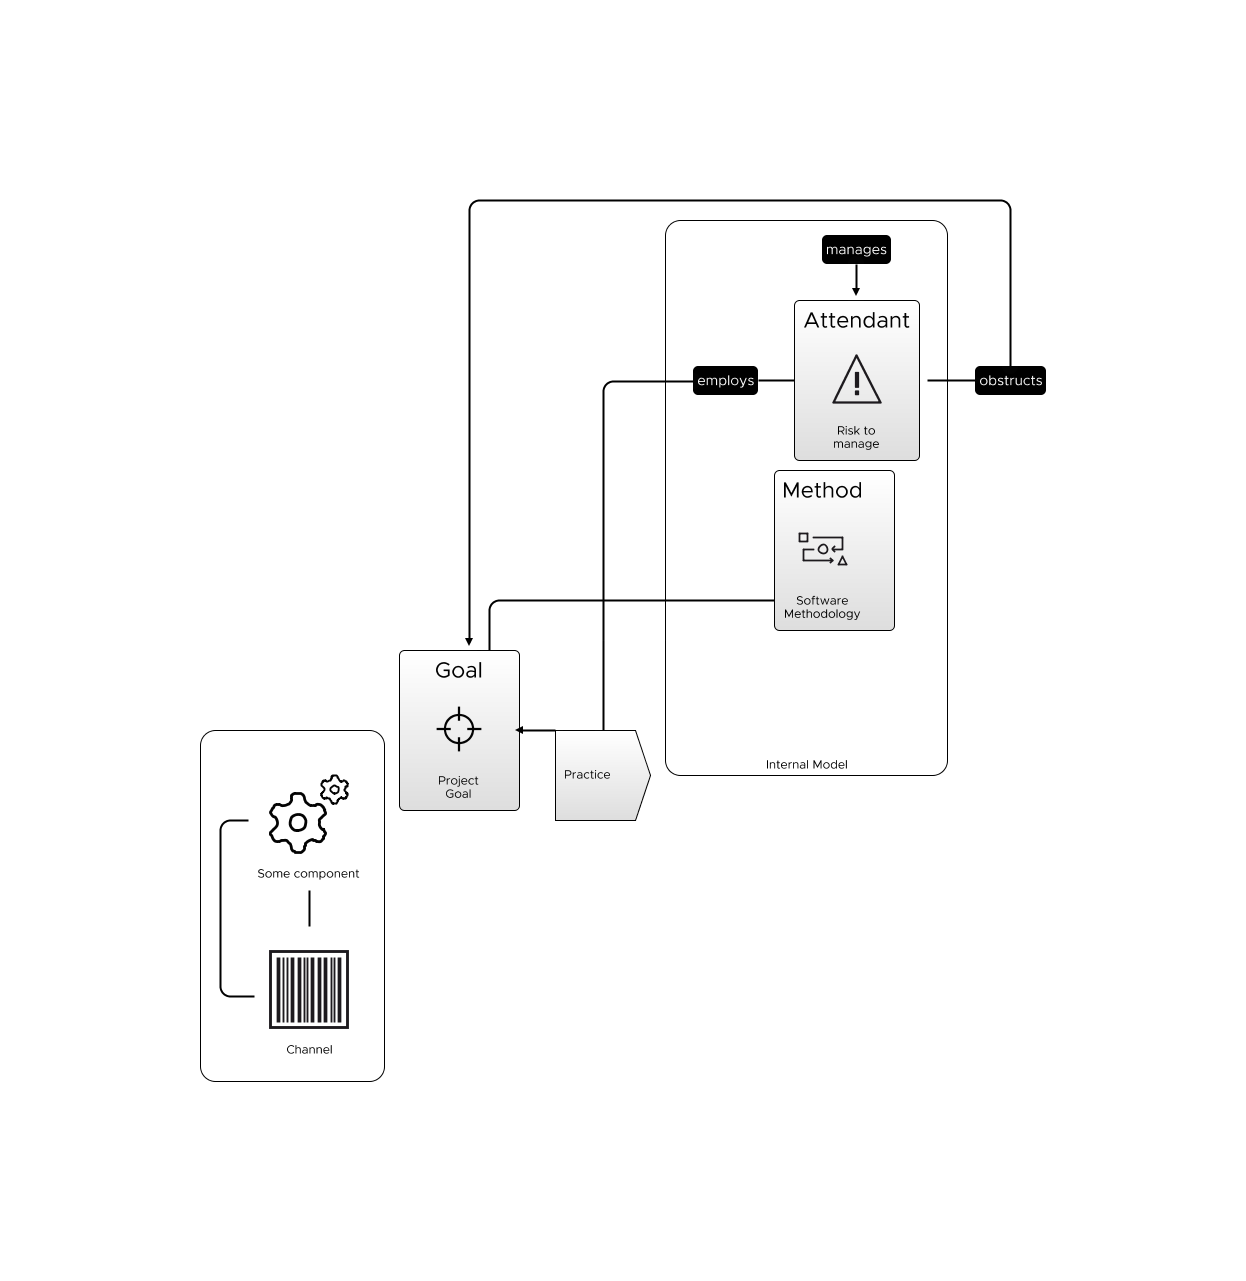 manages
Attendant
employs
obstructs
Risk to
manage
Method
Software
Methodology
Goal
Project
Goal
Practice
Internal Model
Some component
Channel